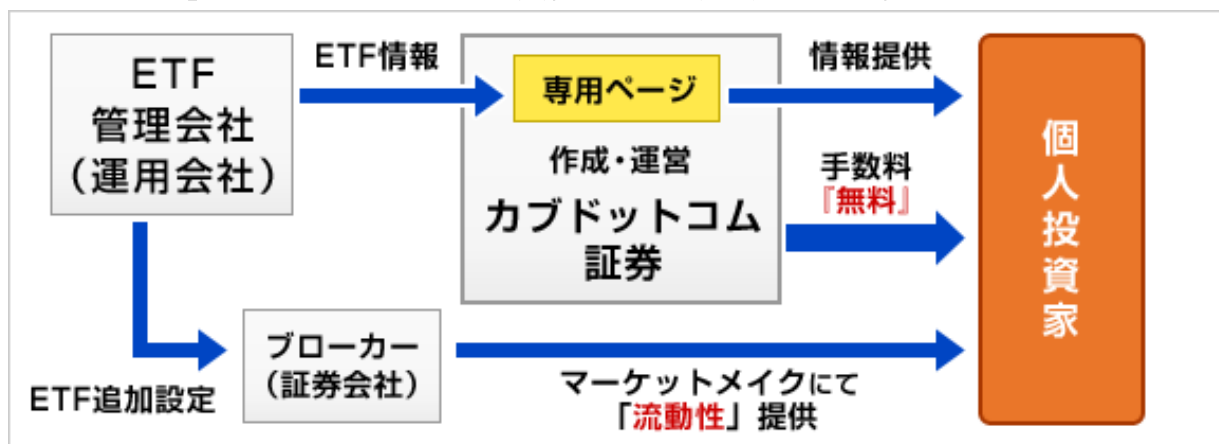 ETF
管理会社
（運用会社）
ETF情報
専用ページ
作成・運営
カブドットコム
証券
情報提供
手数料
『無料』
個人投資家
ETF追加設定
ブローカー
（証券会社）
マーケットメイクにて
「流動性」提供